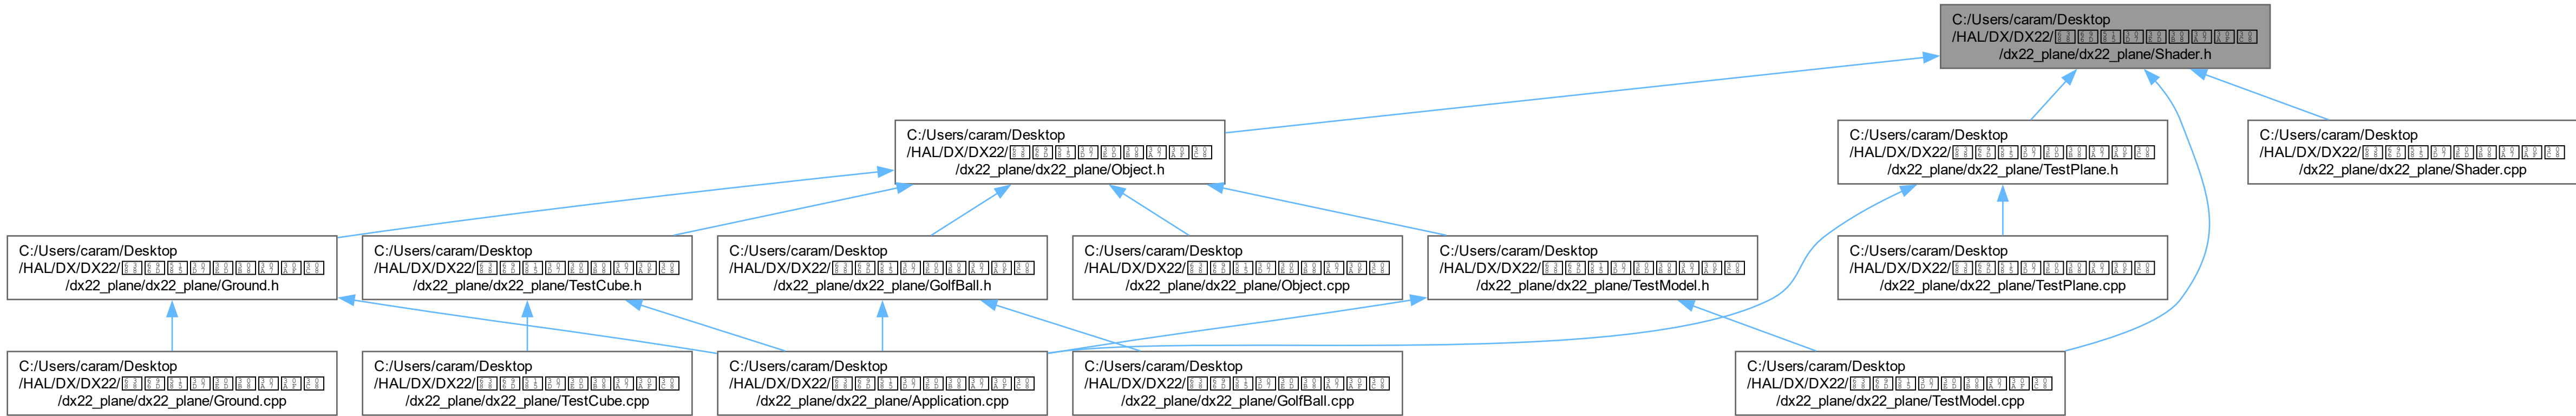 C:/Users/caram/Desktop
/HAL/DX/DX22/
/dx22_plane/dx22_plane/Shader.h
C:/Users/caram/Desktop
/HAL/DX/DX22/
/dx22_plane/dx22_plane/Object.h
C:/Users/caram/Desktop
/HAL/DX/DX22/
/dx22_plane/dx22_plane/TestPlane.h
C:/Users/caram/Desktop
/HAL/DX/DX22/
/dx22_plane/dx22_plane/Shader.cpp
C:/Users/caram/Desktop
/HAL/DX/DX22/
/dx22_plane/dx22_plane/Ground.h
C:/Users/caram/Desktop
/HAL/DX/DX22/
/dx22_plane/dx22_plane/TestCube.h
C:/Users/caram/Desktop
/HAL/DX/DX22/
/dx22_plane/dx22_plane/GolfBall.h
C:/Users/caram/Desktop
/HAL/DX/DX22/
/dx22_plane/dx22_plane/Object.cpp
C:/Users/caram/Desktop
/HAL/DX/DX22/
/dx22_plane/dx22_plane/TestModel.h
C:/Users/caram/Desktop
/HAL/DX/DX22/
/dx22_plane/dx22_plane/TestPlane.cpp
C:/Users/caram/Desktop
/HAL/DX/DX22/
/dx22_plane/dx22_plane/Ground.cpp
C:/Users/caram/Desktop
/HAL/DX/DX22/
/dx22_plane/dx22_plane/TestCube.cpp
C:/Users/caram/Desktop
/HAL/DX/DX22/
/dx22_plane/dx22_plane/Application.cpp
C:/Users/caram/Desktop
/HAL/DX/DX22/
/dx22_plane/dx22_plane/GolfBall.cpp
C:/Users/caram/Desktop
/HAL/DX/DX22/
/dx22_plane/dx22_plane/TestModel.cpp